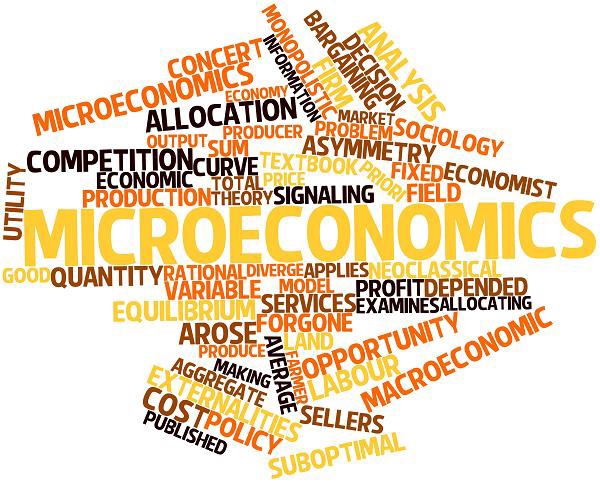 MONOPOLISTIC
BARGAINING
DECISION
ANALYSIS
CONCERT
INFORMATION
FIRM
MICROECONOMICS
ECONOMY
ALLOCATION
MARKET
PRODUCER
PROBLEM
SOCIOLOGY
OUTPUT
SUM
ASYMMETRY
COMPETITION
CURVE
TEXTBOOK
PRIORI
FIXED
ECONOMIST
UTILITY
ECONOMIC
TOTAL
PRICE
PRODUCTION
THEORY
SIGNALING
FIELD
MICROECONOMICS
GOOD
QUANTITY
RATIONAL
DIVERGE
APPLIES
NEOCLASSICAL
VARIABLE
MODEL
PROFIT
DEPENDED
EQUILIBRIUM
SERVICES
EXAMINES
ALLOCATING
AROSE
FORGONE
PRODUCE
AVERAGE
LAND
OPPORTUNITY
MACROECONOMIC
MAKING
FARMER
LABOUR
AGGREGATE
EXTERNALITIES
COST
POLICY
SELLERS
PUBLISHED
SUBOPTIMAL